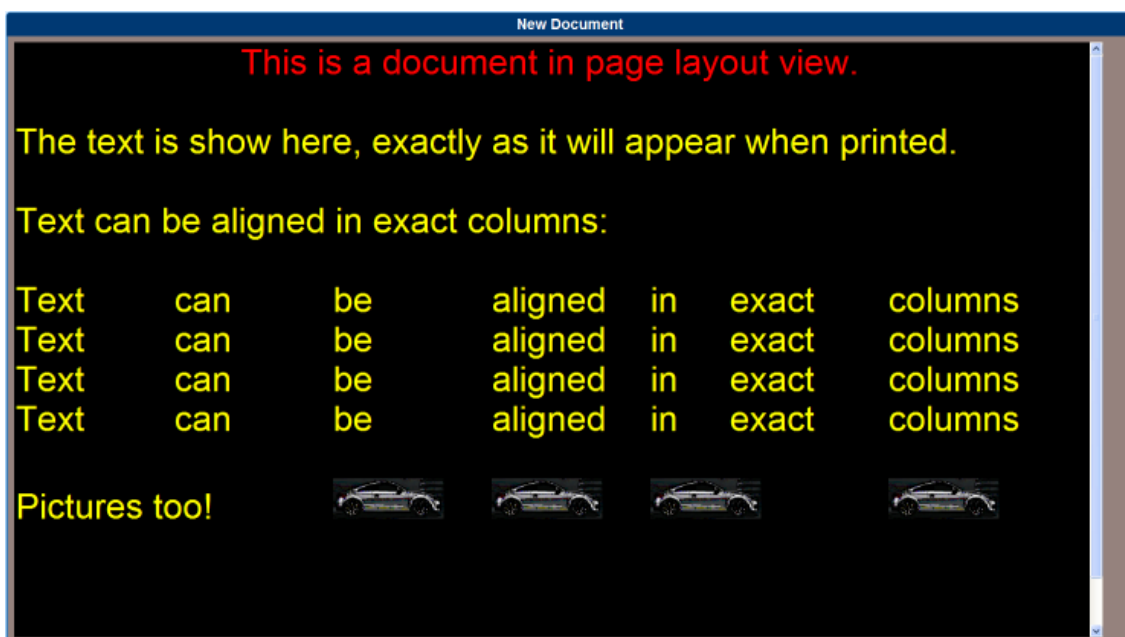 New Document
This is a document in page layout view.
The text is show here, exactly as it will appear when printed.
Text can be aligned in exact columns:
Text can be aligned in exact columns
Text can be aligned in exact columns
Text can be aligned in exact columns
Text can be aligned in exact columns
Pictures too!